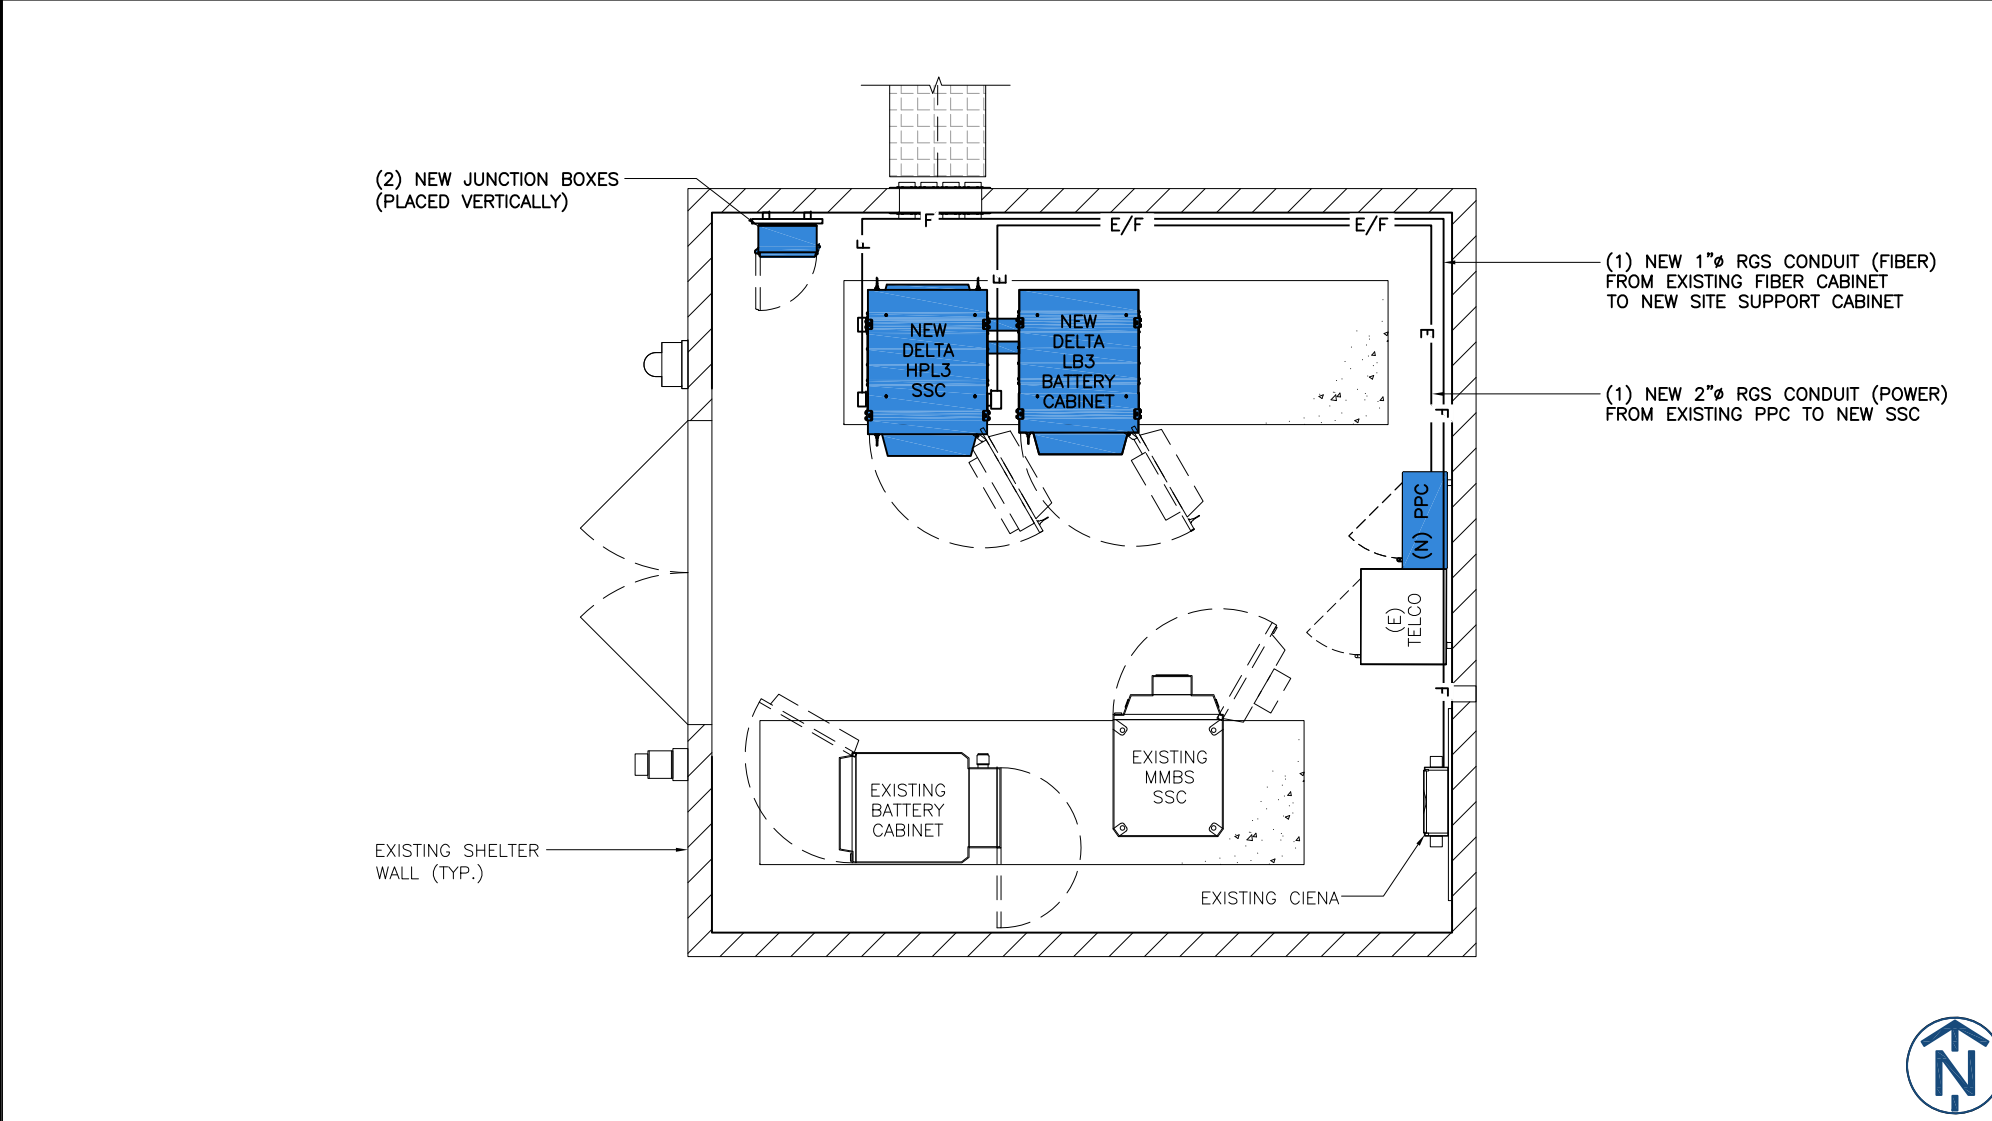 (2) NEW JUNCTION BOXES
(PLACED VERTICALLY)
F
E/F
E/F
F
E
(1) NEW 1"ø RGS CONDUIT (FIBER)
FROM EXISTING FIBER CABINET
TO NEW SITE SUPPORT CABINET
NEW
DELTA
HPL3
SSC
NEW
DELTA
LB3
BATTERY
CABINET
E
(1) NEW 2"ø RGS CONDUIT (POWER)
FROM EXISTING PPC TO NEW SSC
F
(N) PPC
(E)
TELCO
F
EXISTING
MMBS
SSC
EXISTING
BATTERY
CABINET
EXISTING SHELTER
WALL (TYP.)
EXISTING CIENA
N